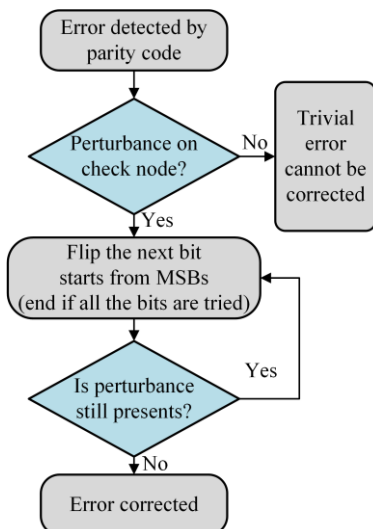 Error detected by
parity code
Perturbance on
check node?
No
Trivial
error
cannot be
corrected
Yes
Flip the next bit
starts from MSBs
(end if all the bits are tried)
Is perturbance
still presents?
Yes
No
Error corrected